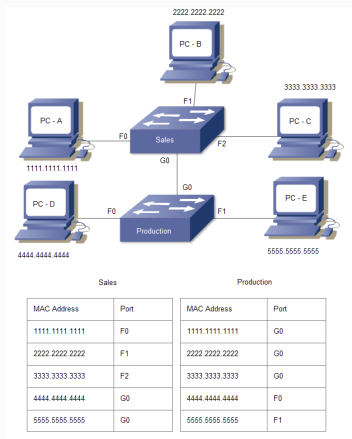 2222.2222.2222
PC - B
F1
3333.3333.3333
PC - A
F0
Sales
F2
PC - C
1111.1111.1111
G0
G0
PC - D
F0
F1
PC - E
Production
4444.4444.4444
5555.5555.5555
Sales
MAC Address Port
1111.1111.1111 F0
2222.2222.2222 F1
3333.3333.3333 F2
4444.4444.4444 G0
5555.5555.5555 G0
Production
MAC Address Port
1111.1111.1111 G0
2222.2222.2222 G0
3333.3333.3333 G0
4444.4444.4444 F0
5555.5555.5555 F1